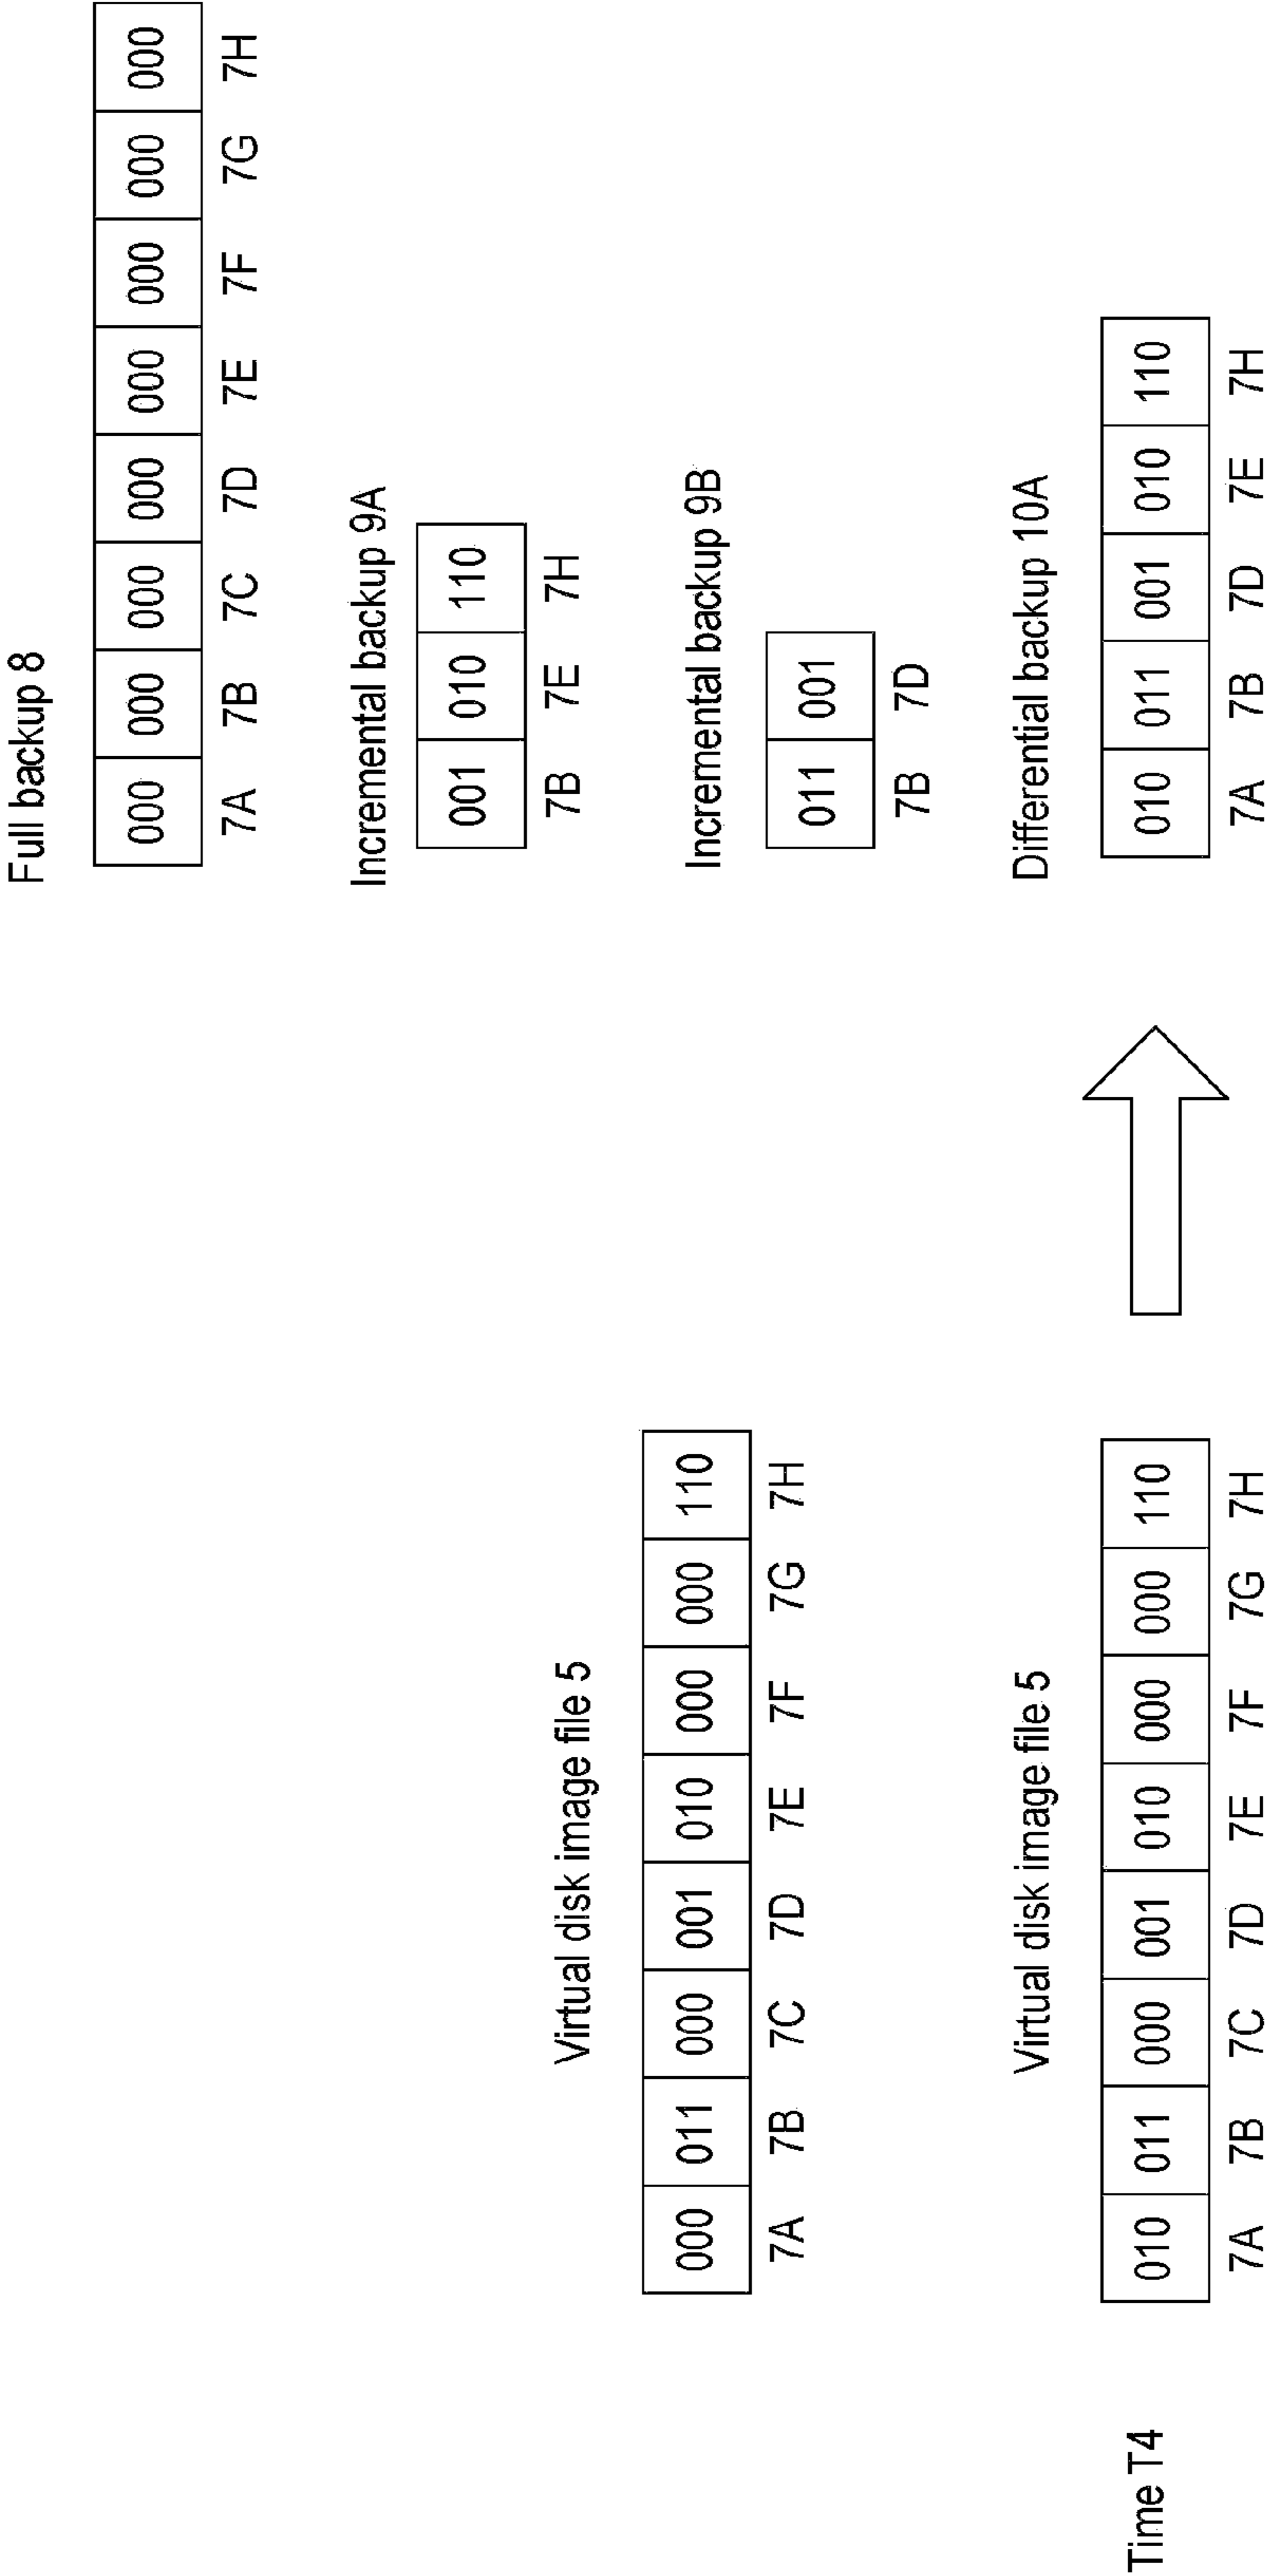 Full backup 8
000 000 000 000 000 000 000 000
7A 7B 7C 7D 7E 7F 7G 7H
Incremental backup 9A
001 010 110
7B 7E 7H
Virtual disk image file 5
000 011 000 001 010 000 000 110
7A 7B 7C 7D 7E 7F 7G 7H
Incremental backup 9B
011 001
7B 7D
Time T4
Virtual disk image file 5
010 011 000 001 010 000 000 110
7A 7B 7C 7D 7E 7F 7G 7H
Differential backup 10A
010 011 001 010 110
7A 7B 7D 7E 7H